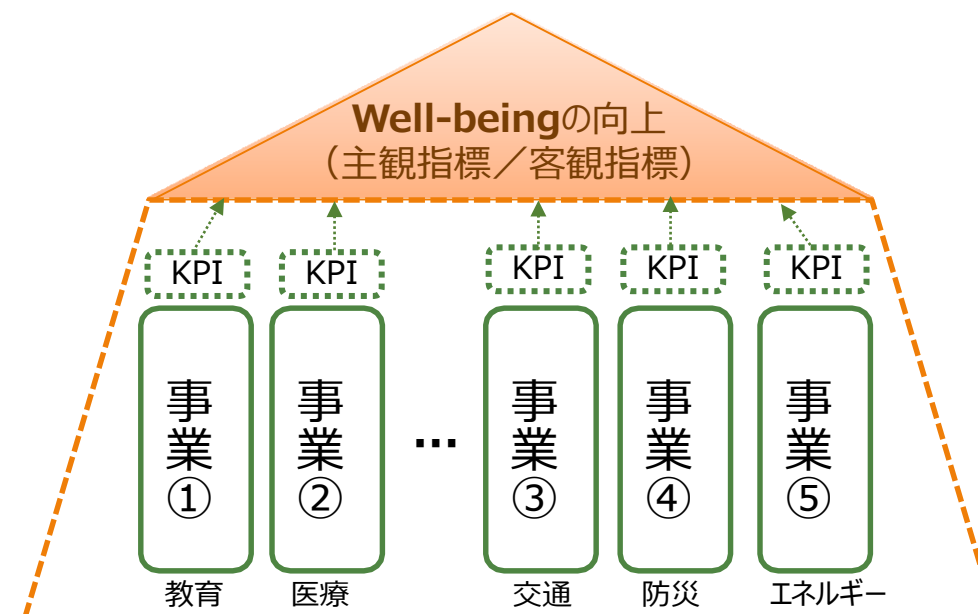 Well-beingの向上
（主観指標／客観指標）
KPI
KPI
KPI
KPI
KPI
事業①
事業②
…
事業③
事業④
事業⑤
教育
医療
交通
防災
エネルギー